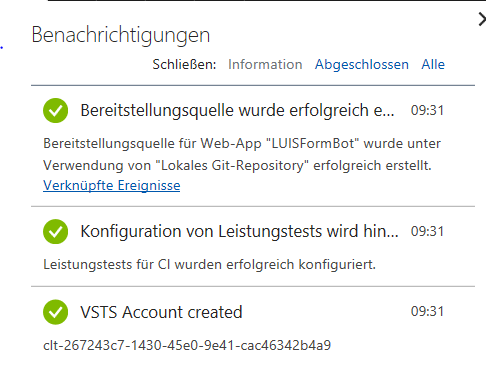 Benachrichtigungen
Schließen: Information Abgeschlossen Alle
Bereitstellungsquelle wurde erfolgreich e... 09:31
Bereitstellungsquelle für Web-App "LUISFormBot" wurde unter
Verwendung von "Lokales Git-Repository" erfolgreich erstellt.
Verknüpfte Ereignisse
Konfiguration von Leistungstests wird hin... 09:31
Leistungstests für CI wurden erfolgreich konfiguriert.
VSTS Account created 09:31
clt-267243c7-1430-45e0-9e41-cac46342b4a9